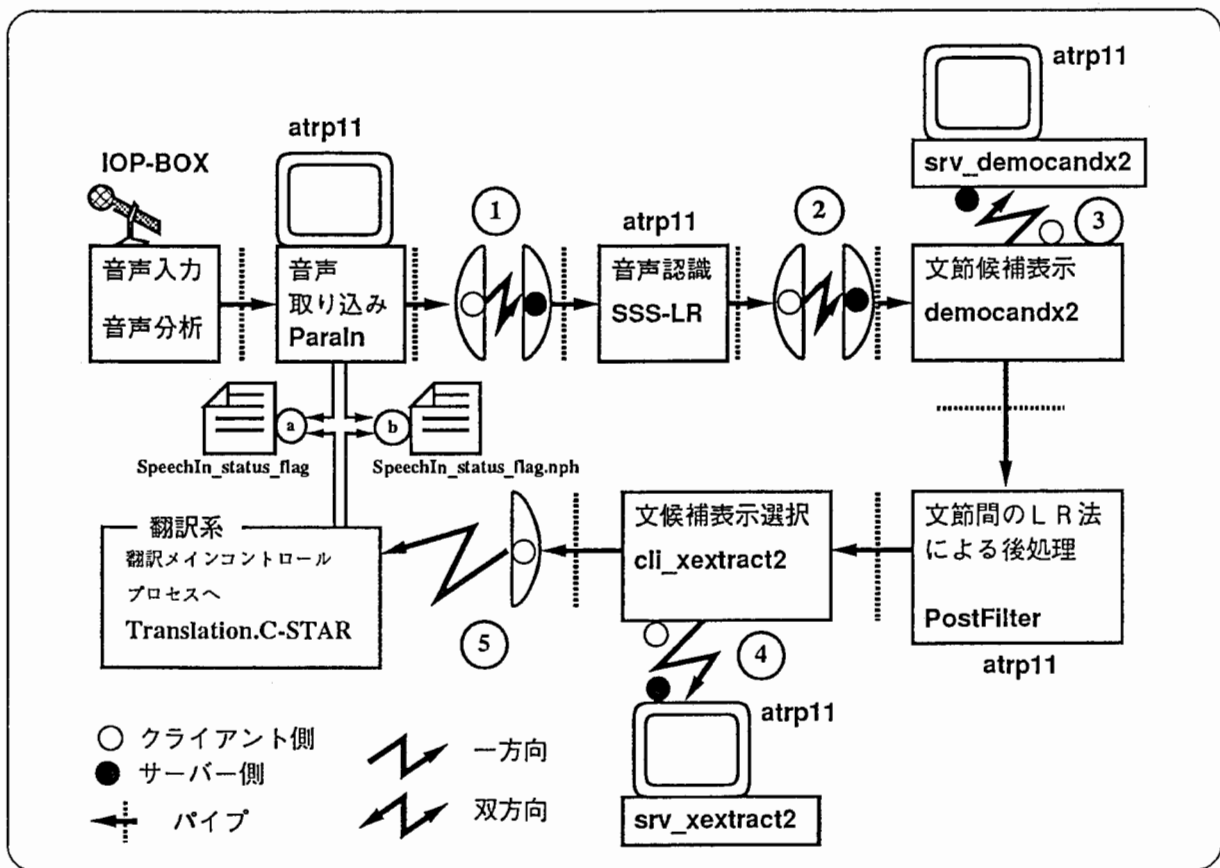 IOP-BOX
音声入力
音声分析
atrp11
音声
取り込み
ParaIn
1
atrp11
音声認識
SSS-LR
2
atrp11
srv_democandx2
3
文節候補表示
democandx2
a
SpeechIn_status_flag
b
SpeechIn_status_flag.nph
翻訳系
翻訳メインコントロール
プロセスへ
Translation.C-STAR
5
文候補表示選択
cli_xextract2
4
atrp11
srv_xextract2
文節間のLR法
による後処理
PostFilter
atrp11
クライアント側
サーバー側
パイプ
一方向
双方向